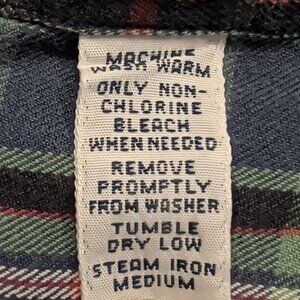 MACHINE
WASH WARM
ONLY NON-
CHLORINE
BLEACH
WHEN NEEDED
REMOVE
PROMPTLY
FROM WASHER
TUMBLE
DRY LOW
STEAM IRON
MEDIUM